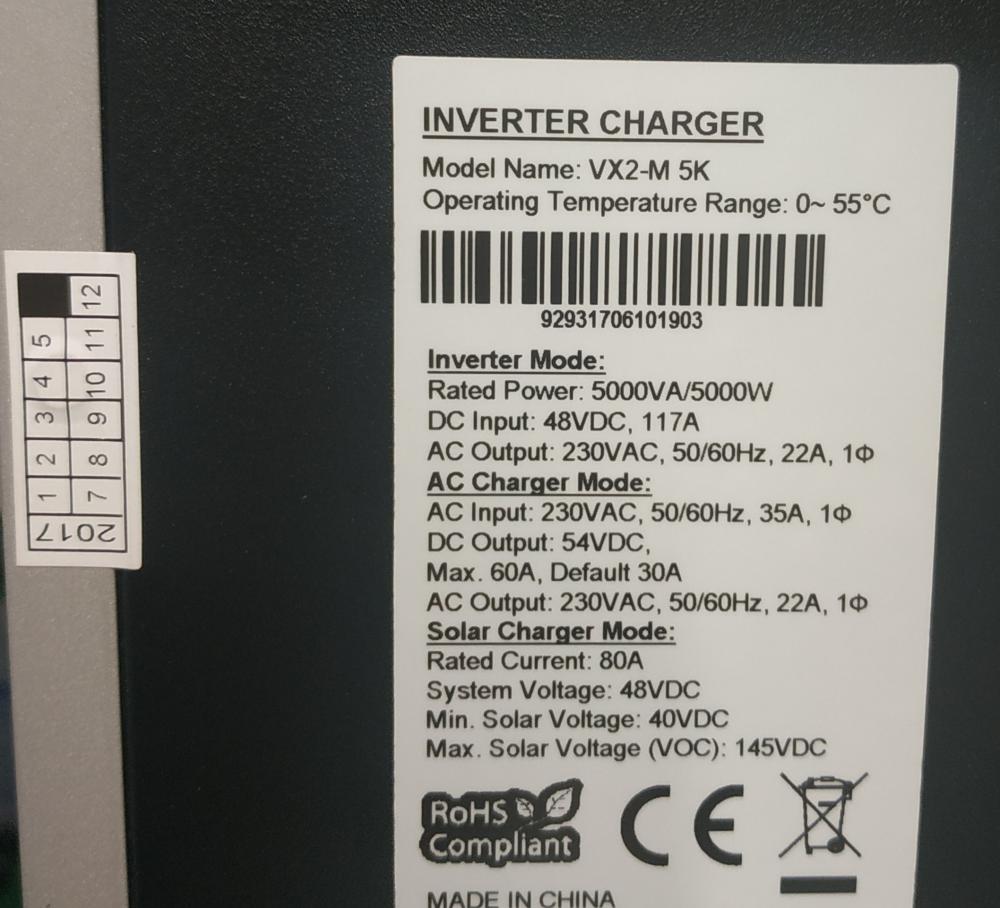 INVERTER CHARGER
Model Name: VX2-M 5K
Operating Temperature Range: 0~ 55°C
92931706101903
Inverter Mode:
Rated Power: 5000VA/5000W
DC Input: 48VDC, 117A
AC Output: 230VAC, 50/60Hz, 22A, 1Φ
AC Charger Mode:
AC Input: 230VAC, 50/60Hz, 35A, 1Φ
DC Output: 54VDC,
Max. 60A, Default 30A
AC Output: 230VAC, 50/60Hz, 22A, 1Φ
Solar Charger Mode:
Rated Current: 80A
System Voltage: 48VDC
Min. Solar Voltage: 40VDC
Max. Solar Voltage (VOC): 145VDC
RoHS
Compliant
CE
MADE IN CHINA
2017
1 2 3 4 5
7 8 9 10 11 12